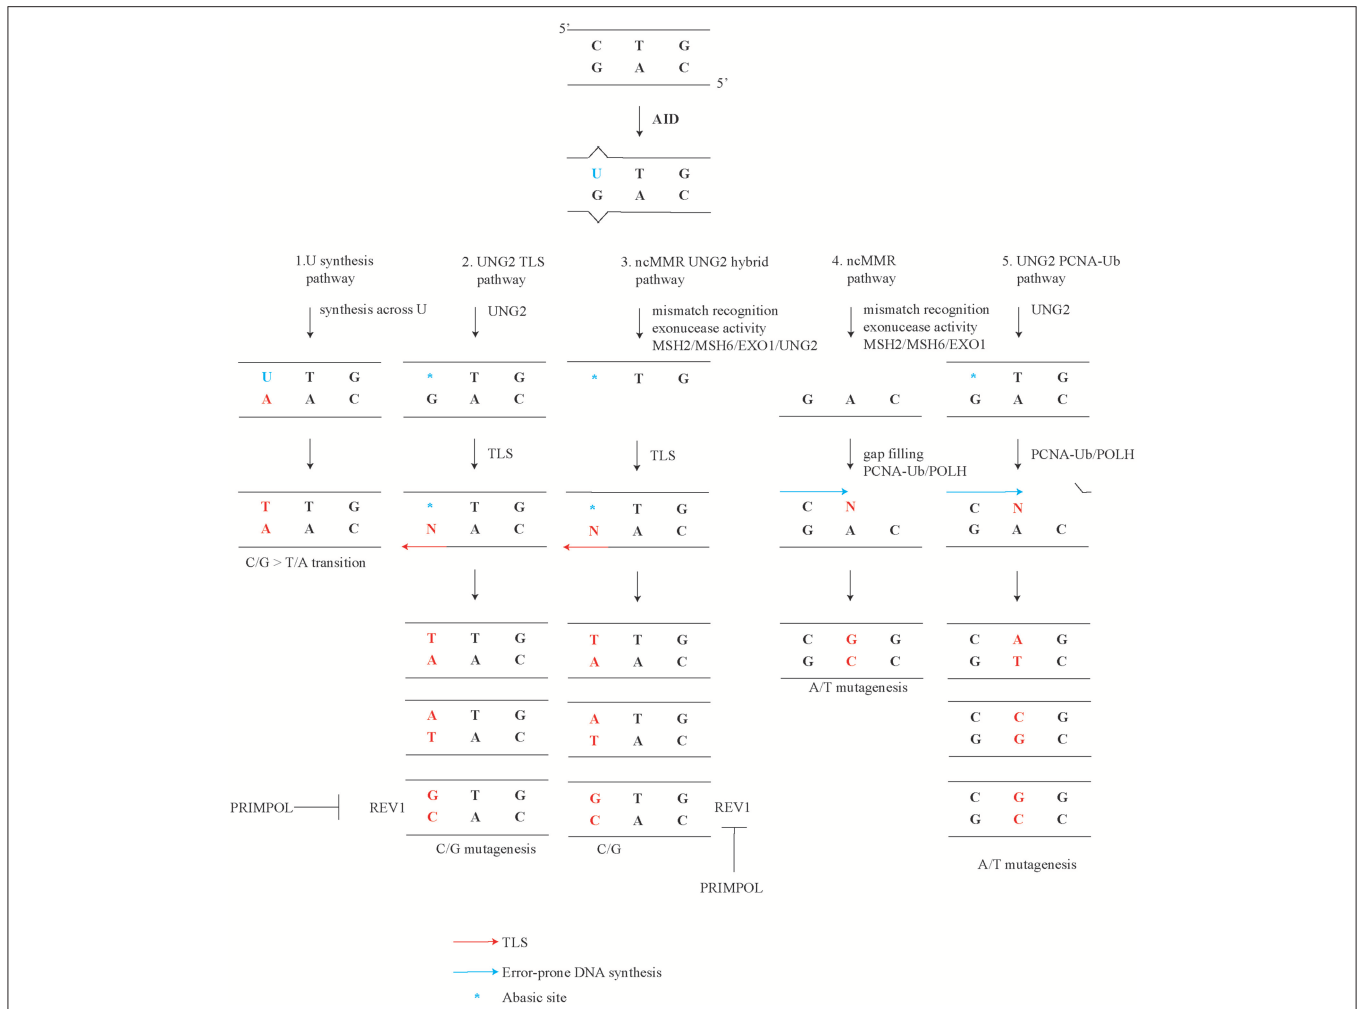 5’
C T G
G A C
5’
AID
U T G
G A C
1.U synthesis
pathway
2. UNG2 TLS
pathway
3. ncMMR UNG2 hybrid
pathway
4. ncMMR
pathway
5. UNG2 PCNA-Ub
pathway
synthesis across U
UNG2
mismatch recognition
exonucease activity
MSH2/MSH6/EXO1/UNG2
mismatch recognition
exonucease activity
MSH2/MSH6/EXO1
UNG2
U T G
A A C
* T G
G A C
* T G
G A C
* T G
G A C
TLS
TLS
gap filling
PCNA-Ub/POLH
PCNA-Ub/POLH
T T G
A A C
C/G > T/A transition
* T G
N A C
* T G
N A C
C N
G A C
C N
G A C
T T G
A A C
T T G
A A C
C G G
G C C
A/T mutagenesis
C A G
G T C
A T G
T A C
A T G
T A C
C C G
G G C
PRIMPOL
REV1
G T G
C A C
C/G mutagenesis
G T G
C A C
C/G
REV1
PRIMPOL
C G G
G C C
A/T mutagenesis
TLS
Error-prone DNA synthesis
* Abasic site